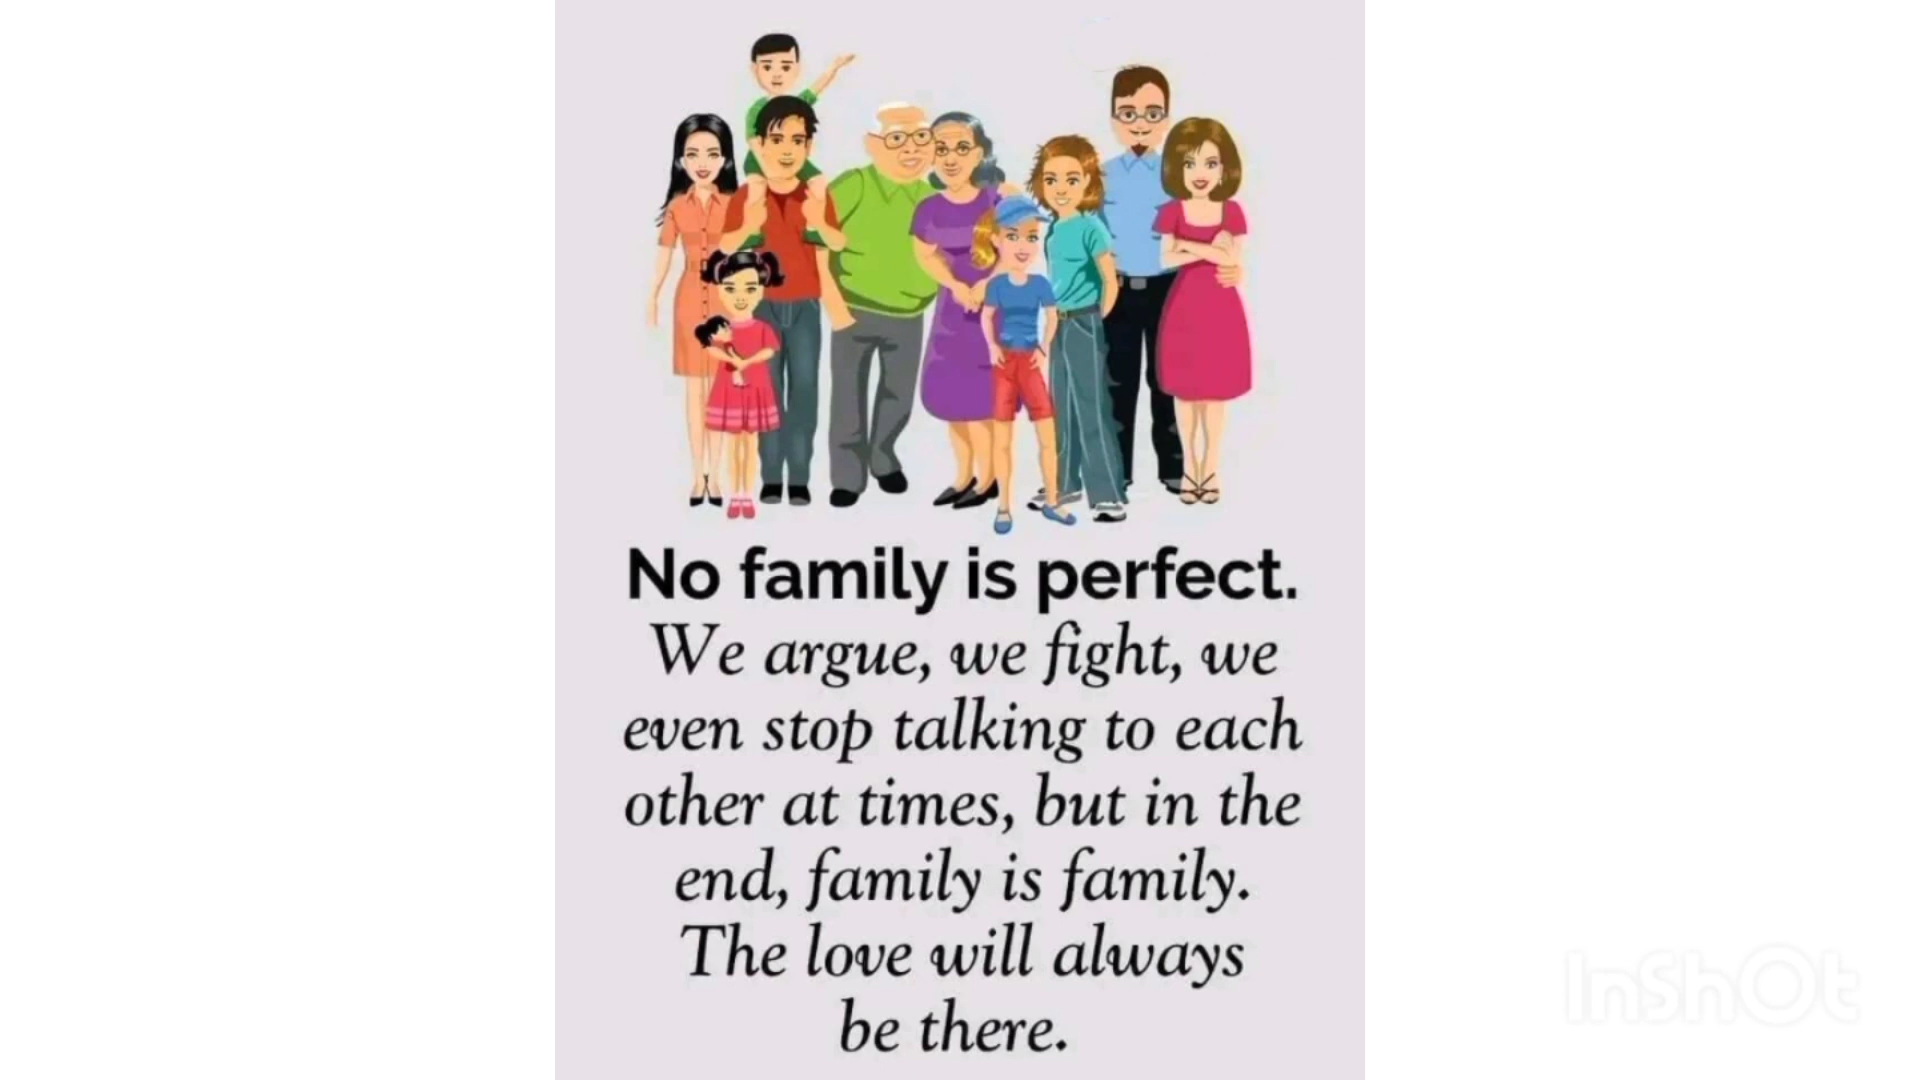 No family is perfect.
We argue, we fight, we
even stop talking to each
other at times, but in the
end, family is family.
The love will always
be there.
InShOt